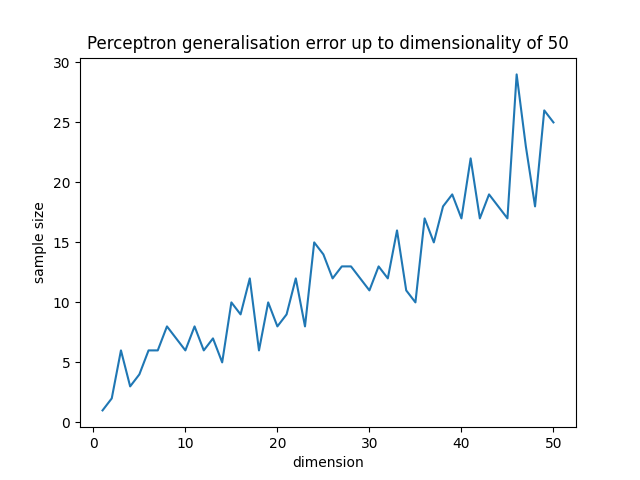 Perceptron generalisation error up to dimensionality of 50
30
25
20
15
10
5
0
sample size
0 10 20 30 40 50
dimension